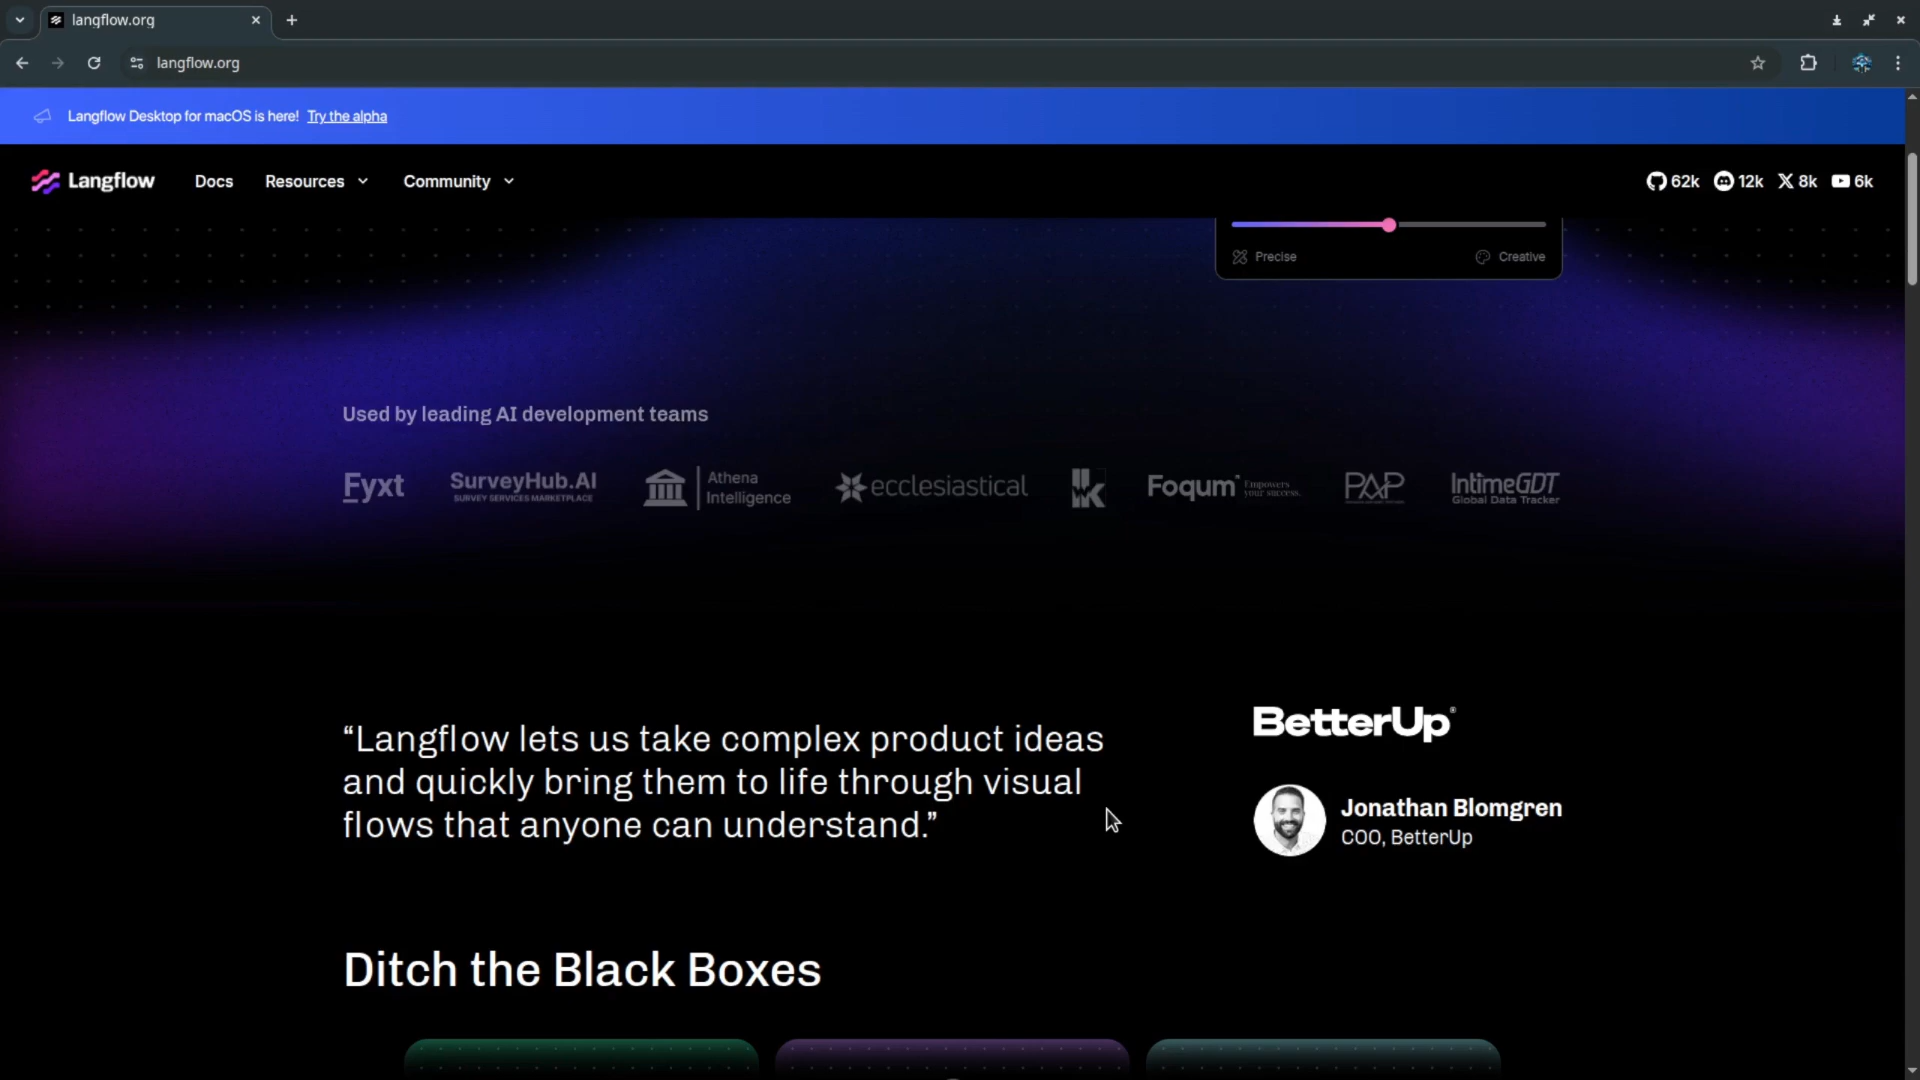 langflow.org
langflow.org
Langflow Desktop for macOS is here! Try the alpha
Langflow Docs Resources Community 62k 12k 8k 6k
Precise Creative
Used by leading AI development teams
Fyxt
SurveyHub.AI
SURVEY SERVICES MARKETPLACE
Athena
Intelligence
ecclesiastical
Foqum
Empowers
your success.
PAP
IntimeGDT
Global Data Tracker
“Langflow lets us take complex product ideas
and quickly bring them to life through visual
flows that anyone can understand.”
BetterUp®
Jonathan Blomgren
COO, BetterUp
Ditch the Black Boxes